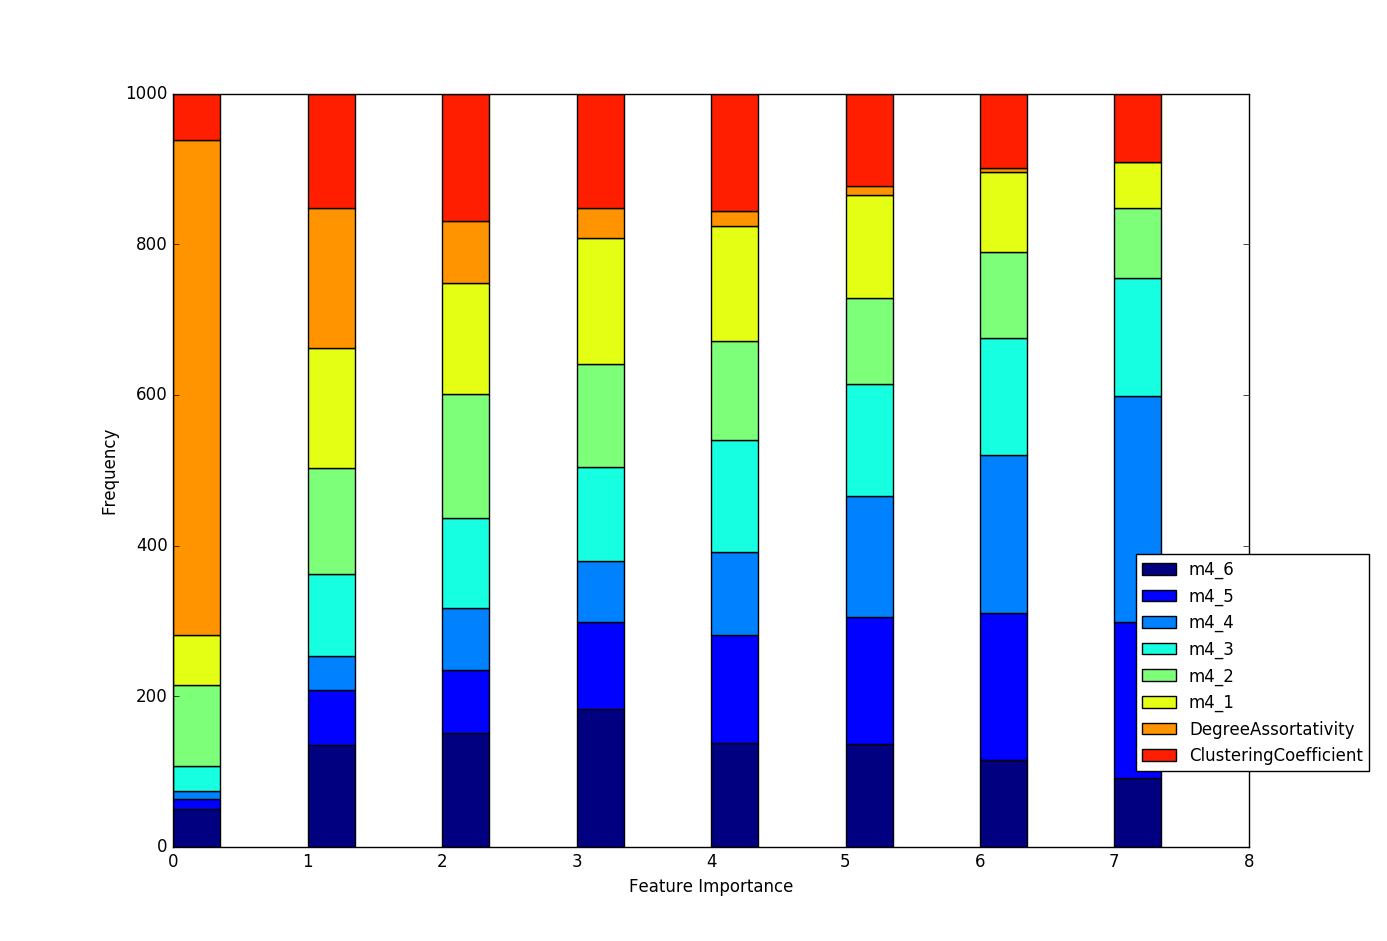 1000
800
600
400
200
0
Frequency
0 1 2 3 4 5 6 7 8
Feature Importance
m4_6
m4_5
m4_4
m4_3
m4_2
m4_1
DegreeAssortativity
ClusteringCoefficient